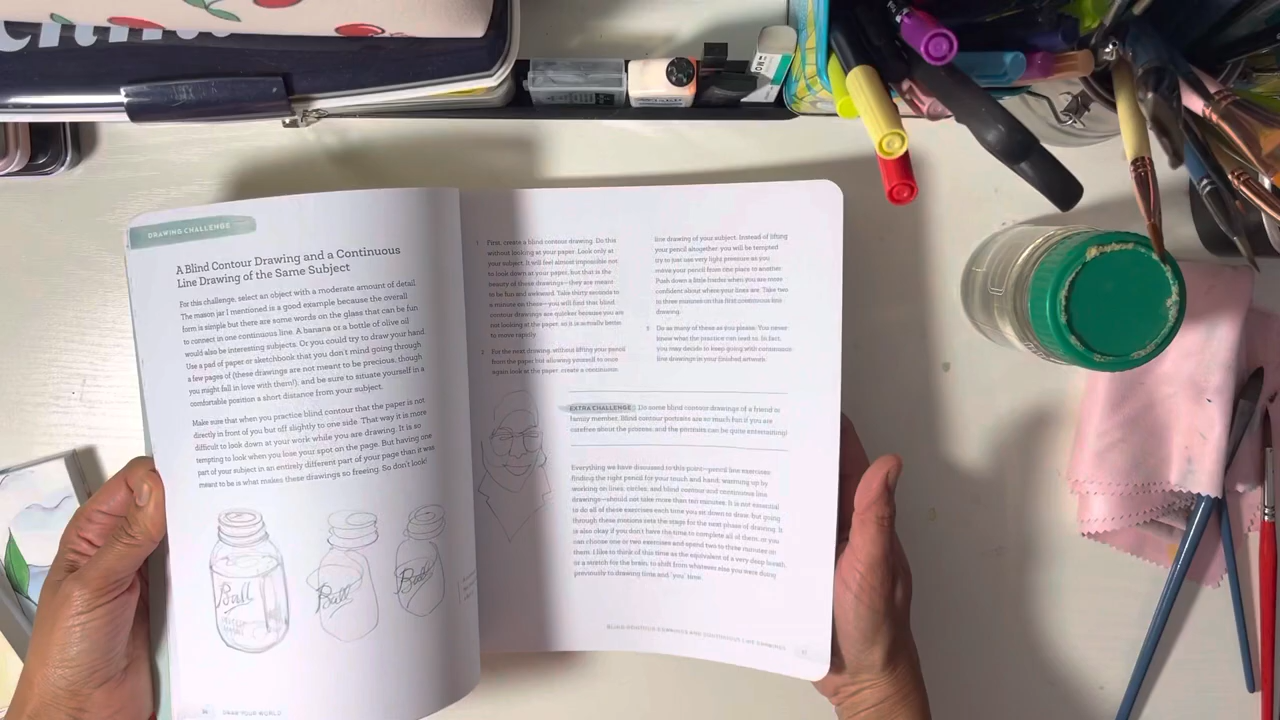 DRAWING CHALLENGE
A Blind Contour Drawing and a Continuous
Line Drawing of the Same Subject
For this challenge, select an object with a moderate amount of detail.
The mason jar I mentioned is a good example because the overall
form is simple but there are some words on the glass that can be fun
to connect in one continuous line. A banana or a bottle of olive oil
would also be interesting subjects. Or you could try to draw your hand.
Use a pad of paper or sketchbook that you don't mind going through
a few pages of (these drawings are not meant to be precious, though
you might fall in love with them!), and be sure to situate yourself in a
comfortable position a short distance from your subject.
Make sure that when you practice blind contour that the paper is not
directly in front of you but off slightly to one side. That way it is more
difficult to look down at your work while you are drawing. It is so
tempting to look when you lose your spot on the page. But having one
part of your subject in an entirely different part of your page than it was
meant to be is what makes these drawings so freeing. So don't look!
Ball
Ball
Ball
DRAW YOUR WORLD
1 First, create a blind contour drawing. Do this
without looking at your paper. Look only at
your subject. It will feel almost impossible not
to look down at your paper, but that is the
beauty of these drawings—they are meant
to be fun and awkward. Take thirty seconds to
a minute on these—you will find that blind
contour drawings are quicker because you are
not looking at the paper, so it is actually better
to move rapidly.
2 For the next drawing, without lifting your pencil
from the paper but allowing yourself to once
again look at the paper, create a continuous
line drawing of your subject. Instead of lifting
your pencil altogether, you will be tempted
try to just use very light pressure as you
move your pencil from one place to another.
Push down a little harder when you are more
confident about where your lines are. Take two
to three minutes on this first continuous line
drawing.
3 Do as many of these as you please. You never
know what the practice can lead to. In fact,
you may decide to keep going with continuous
line drawings in your finished artwork.
EXTRA CHALLENGE Do some blind contour drawings of a friend or
family member. Blind contour portraits are so much fun if you are
carefree about the process, and the portraits can be quite entertaining!
Everything we have discussed to this point—pencil line exercises,
finding the right pencil for your touch and hand, warming up by
working on lines, circles, and blind contour and continuous line
drawings—should not take more than ten minutes. It is not essential
to do all of these exercises each time you sit down to draw, but going
through these motions sets the stage for the next phase of drawing. It
is also okay if you don't have the time to complete all of them, or you
can choose one or two exercises and spend two to three minutes on
them. I like to think of this time as the equivalent of a very deep breath,
or a stretch for the brain, to shift from whatever else you were doing
previously to drawing time and "you" time.
BLIND CONTOUR DRAWINGS AND CONTINUOUS LINE DRAWINGS